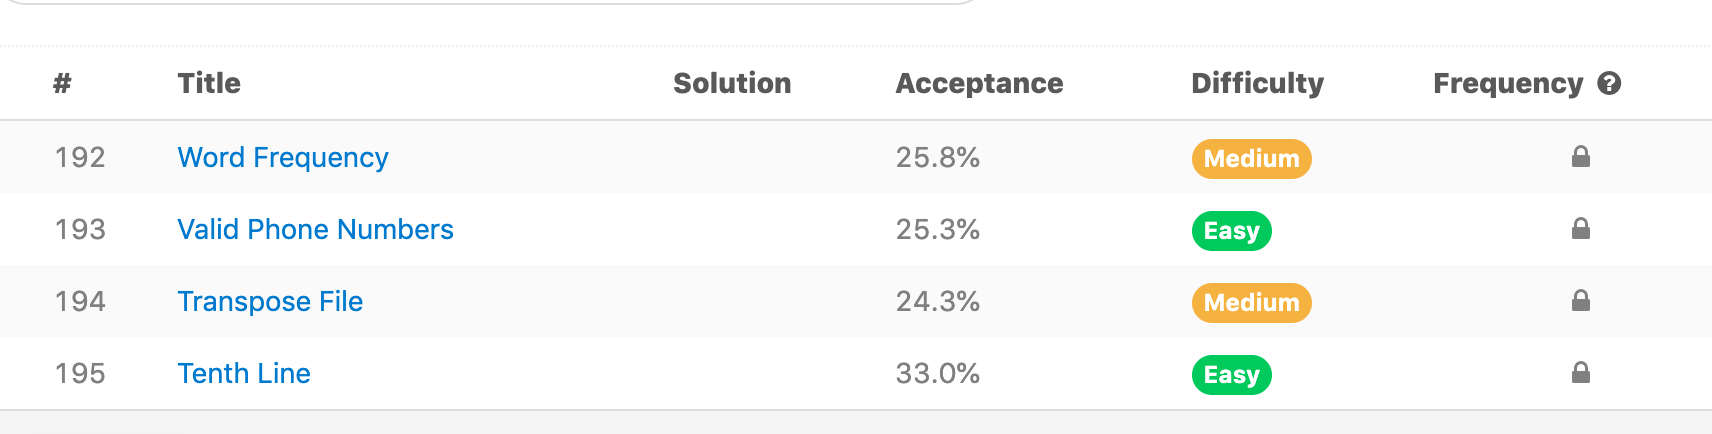 # Title Solution Acceptance Difficulty Frequency ?
192 Word Frequency 25.8% Medium
193 Valid Phone Numbers 25.3% Easy
194 Transpose File 24.3% Medium
195 Tenth Line 33.0% Easy